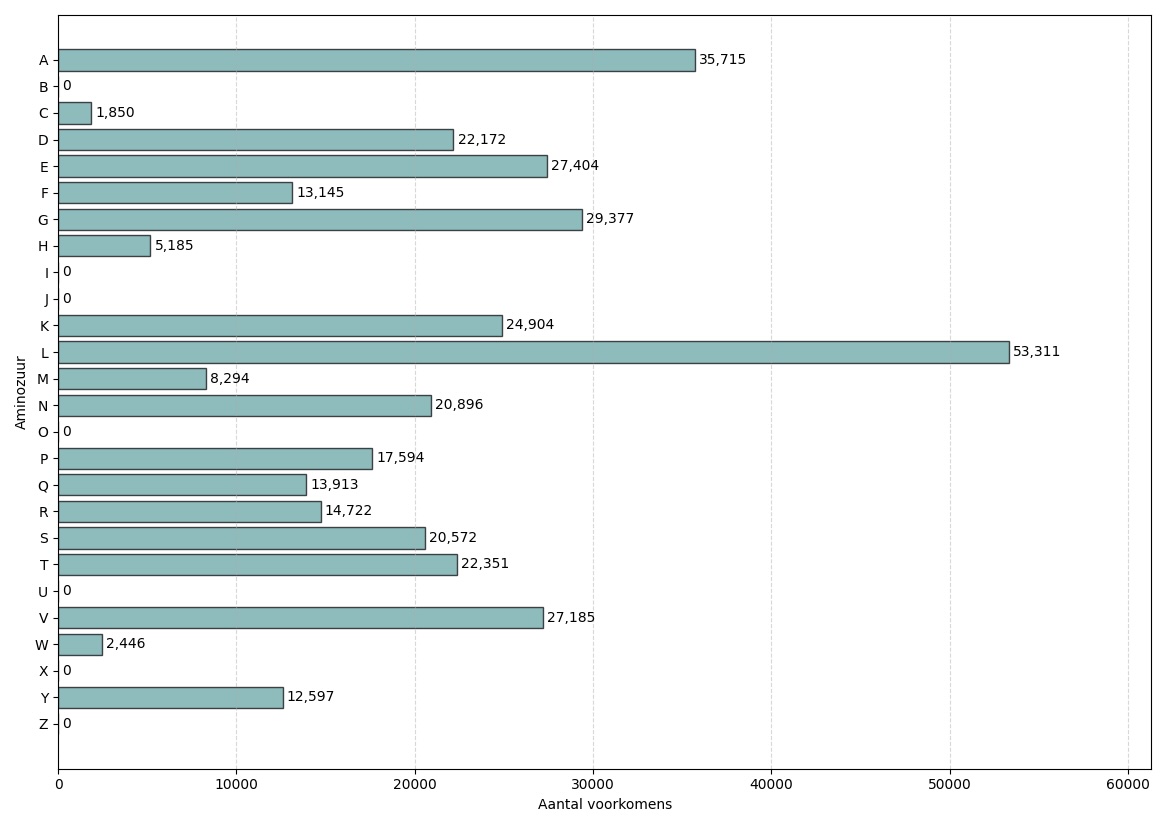 A 35,715
B 0
C 1,850
D 22,172
E 27,404
F 13,145
G 29,377
H 5,185
I 0
J 0
K 24,904
L 53,311
M 8,294
N 20,896
O 0
P 17,594
Q 13,913
R 14,722
S 20,572
T 22,351
U 0
V 27,185
W 2,446
X 0
Y 12,597
Z 0
Aminozuur
0 10000 20000 30000 40000 50000 60000
Aantal voorkomens